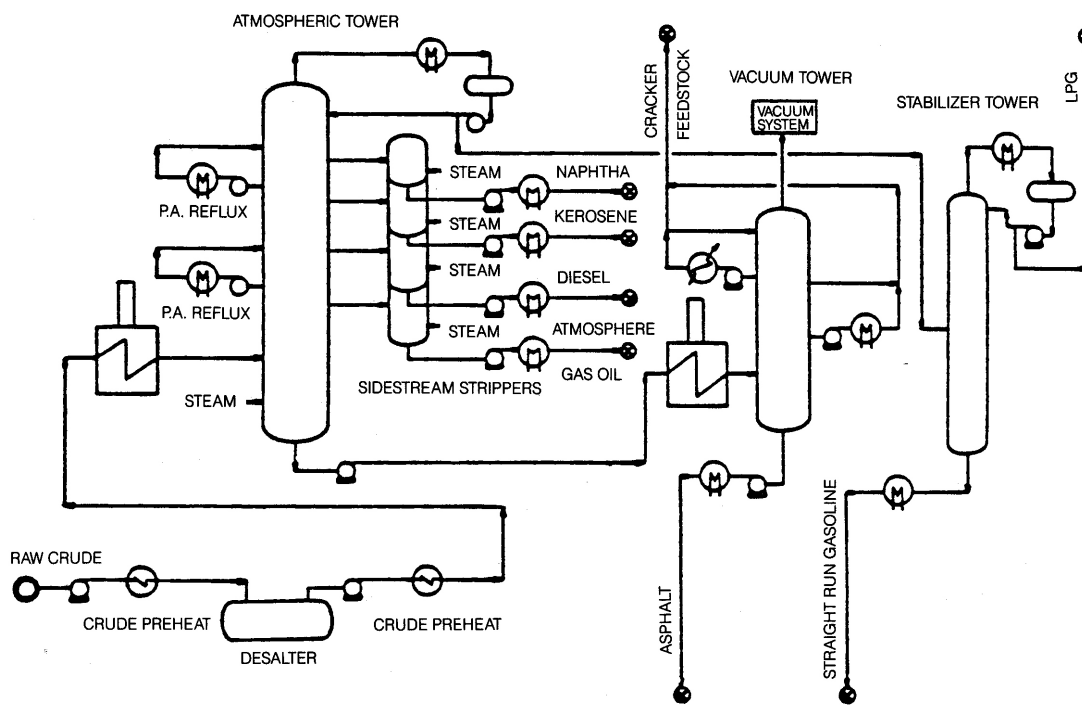 ATMOSPHERIC TOWER
CRACKER
FEEDSTOCK
VACUUM TOWER
VACUUM
SYSTEM
STABILIZER TOWER
LPG
STEAM
NAPHTHA
P.A. REFLUX
STEAM
KEROSENE
STEAM
DIESEL
P.A. REFLUX
STEAM
ATMOSPHERE
GAS OIL
SIDESTREAM STRIPPERS
STEAM
RAW CRUDE
CRUDE PREHEAT
CRUDE PREHEAT
DESALTER
ASPHALT
STRAIGHT RUN GASOLINE